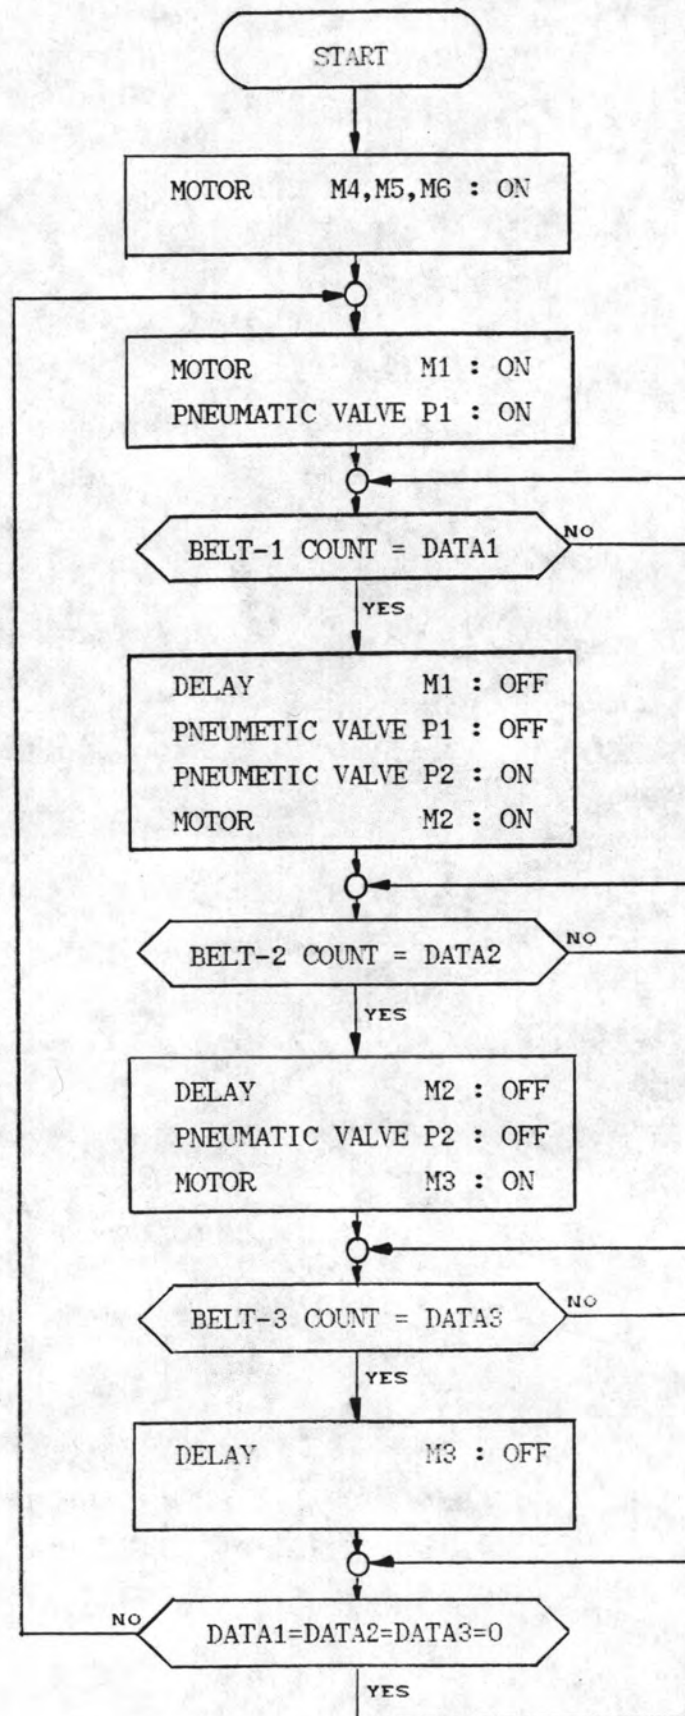 START
MOTOR M4,M5,M6 : ON
MOTOR M1 : ON
PNEUMATIC VALVE P1 : ON
BELT-1 COUNT = DATA1
NO
YES
DELAY M1 : OFF
PNEUMETIC VALVE P1 : OFF
PNEUMETIC VALVE P2 : ON
MOTOR M2 : ON
BELT-2 COUNT = DATA2
NO
YES
DELAY M2 : OFF
PNEUMATIC VALVE P2 : OFF
MOTOR M3 : ON
BELT-3 COUNT = DATA3
NO
YES
DELAY M3 : OFF
NO
DATA1=DATA2=DATA3=0
YES